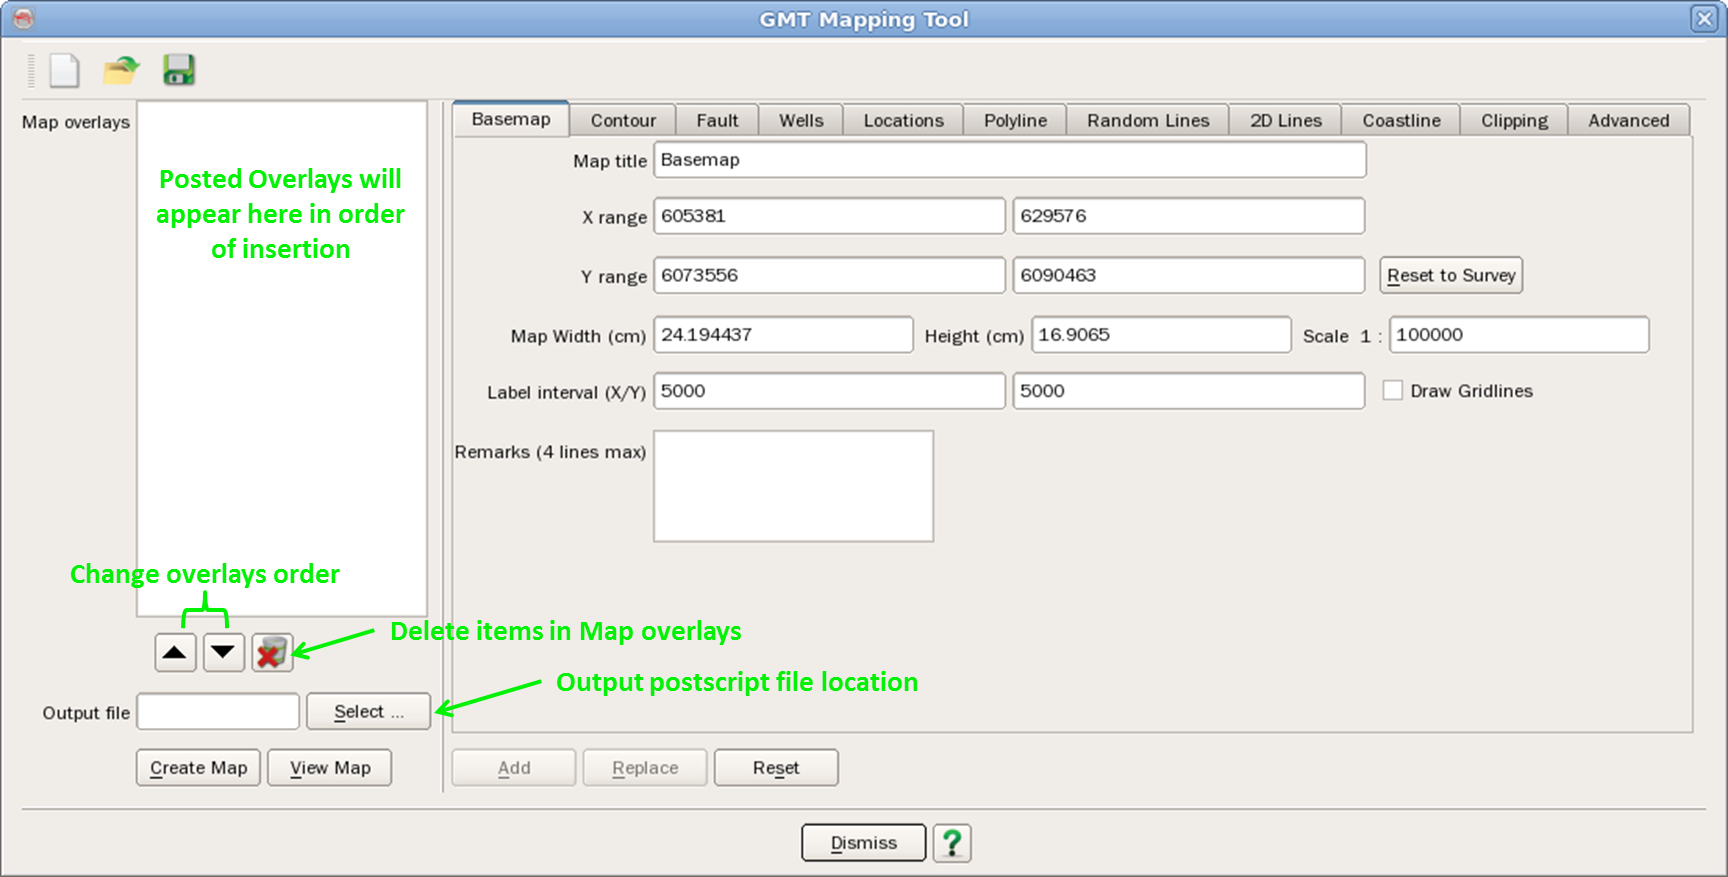 GMT Mapping Tool
Map overlays
Posted Overlays will
appear here in order
of insertion
Change overlays order
Delete items in Map overlays
Output postscript file location
Output file
Select ...
Create Map
View Map
Basemap
Contour
Fault
Wells
Locations
Polyline
Random Lines
2D Lines
Coastline
Clipping
Advanced
Map title
Basemap
X range
605381
629576
Y range
6073556
6090463
Reset to Survey
Map Width (cm)
24.194437
Height (cm)
16.9065
Scale 1 :
100000
Label interval (X/Y)
5000
5000
Draw Gridlines
Remarks (4 lines max)
Add
Replace
Reset
Dismiss
?